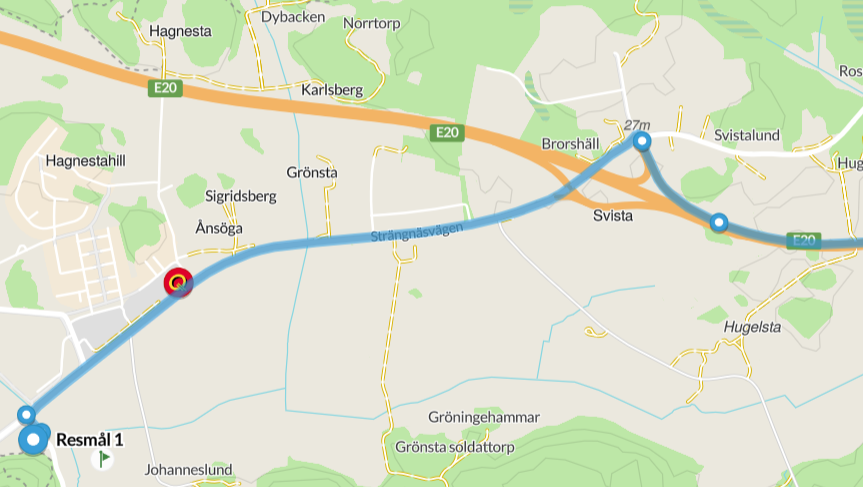 Dybacken
Norrtorp
Hagnesta
Ros
E20
Karlsberg
E20
27m
Svistalund
Brorshäll
Hagnestahill
Hug
Grönsta
Sigridsberg
Svista
Ånsöga
Strängnäsvägen
E20
Hugelsta
Gröningehammar
Resmål 1
Grönsta soldattorp
Johanneslund